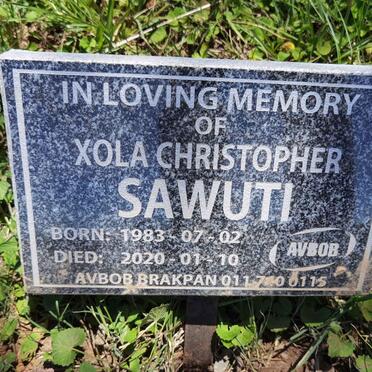 IN LOVING MEMORY
OF
XOLA CHRISTOPHER
SAWUTI
BORN: 1983 - 07 - 02
DIED: 2020 - 01 - 10
AVBOB
AVBOB BRAKPAN 011 740 0115